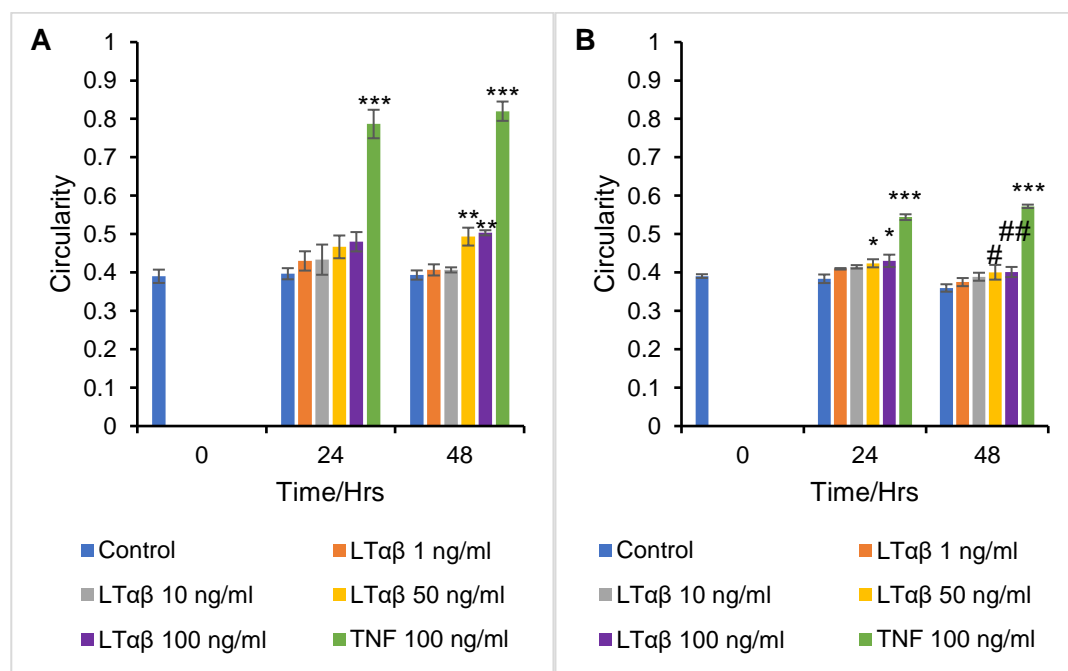 A
1
0.9
0.8
0.7
0.6
0.5
0.4
0.3
0.2
0.1
0
Circularity
***
***
**
**
0 24 48
Time/Hrs
Control LTαβ 1 ng/ml
LTαβ 10 ng/ml LTαβ 50 ng/ml
LTαβ 100 ng/ml TNF 100 ng/ml
B
1
0.9
0.8
0.7
0.6
0.5
0.4
0.3
0.2
0.1
0
Circularity
*
*
***
#
##
***
0 24 48
Time/Hrs
Control LTαβ 1 ng/ml
LTαβ 10 ng/ml LTαβ 50 ng/ml
LTαβ 100 ng/ml TNF 100 ng/ml